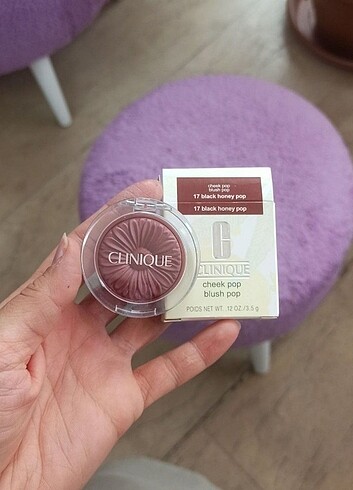 cheek pop
blush pop
17 black honey pop
17 black honey pop
CLINIQUE
CLINIQUE
cheek pop
blush pop
POIDS NET WT. .12 OZ./3.5 g